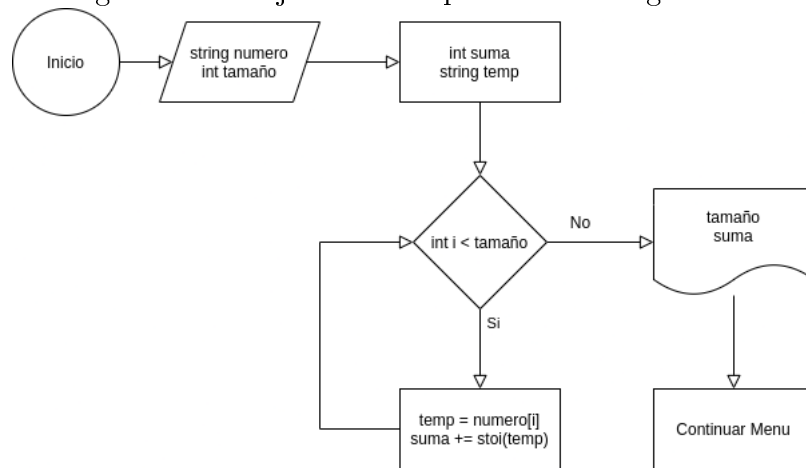 Inicio
string numero
int tamaño
int suma
string temp
int i < tamaño
No
tamaño
suma
Si
temp = numero[i]
suma += stoi(temp)
Continuar Menu